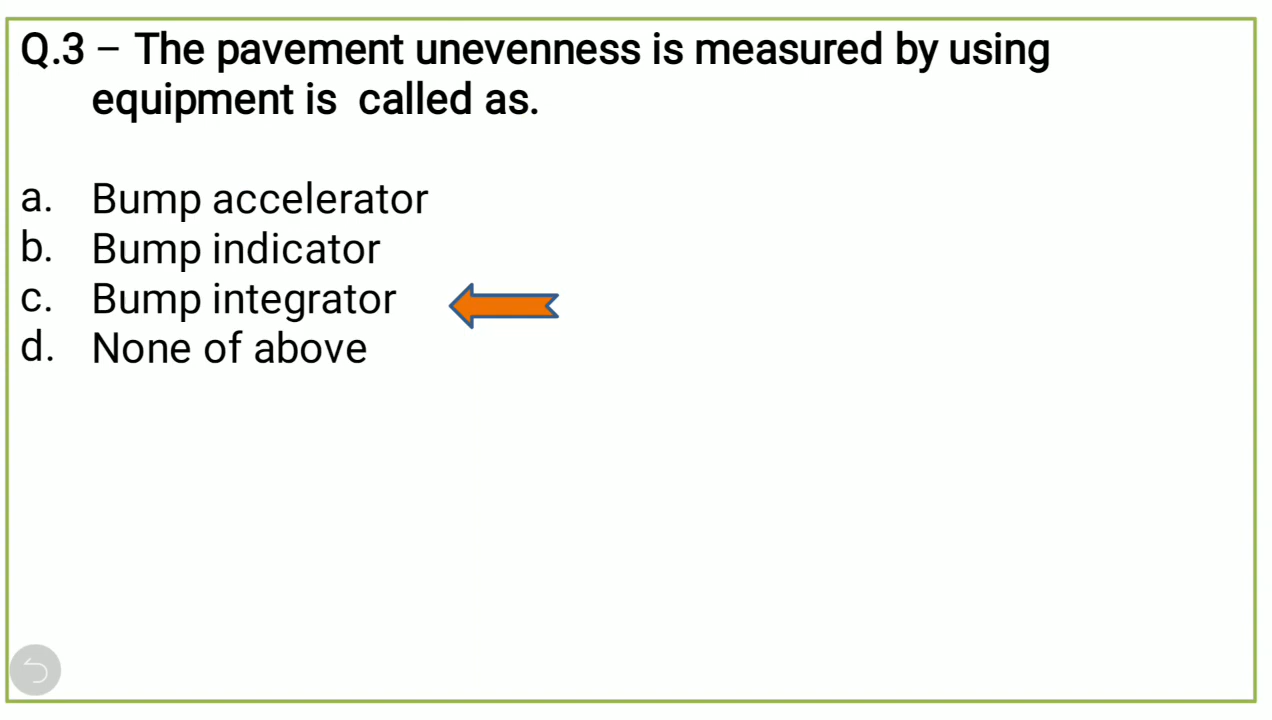 Q.3 – The pavement unevenness is measured by using
equipment is  called as.
a. Bump accelerator
b. Bump indicator
c. Bump integrator
d. None of above